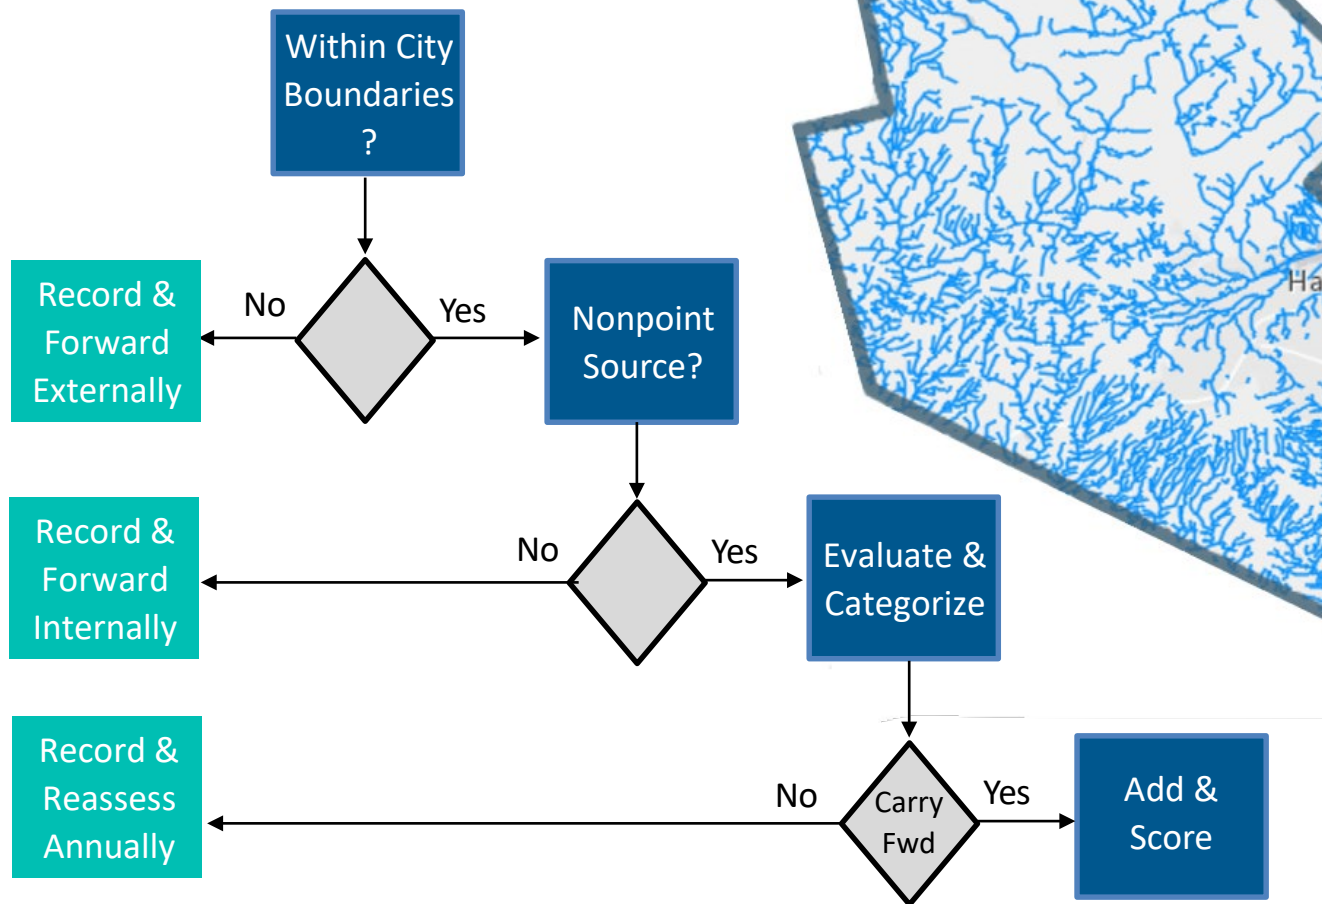 Within City
Boundaries
?
No
Yes
Record &
Forward
Externally
Nonpoint
Source?
Ha
No
Yes
Record &
Forward
Internally
Evaluate &
Categorize
No
Carry
Fwd
Yes
Record &
Reassess
Annually
Add &
Score